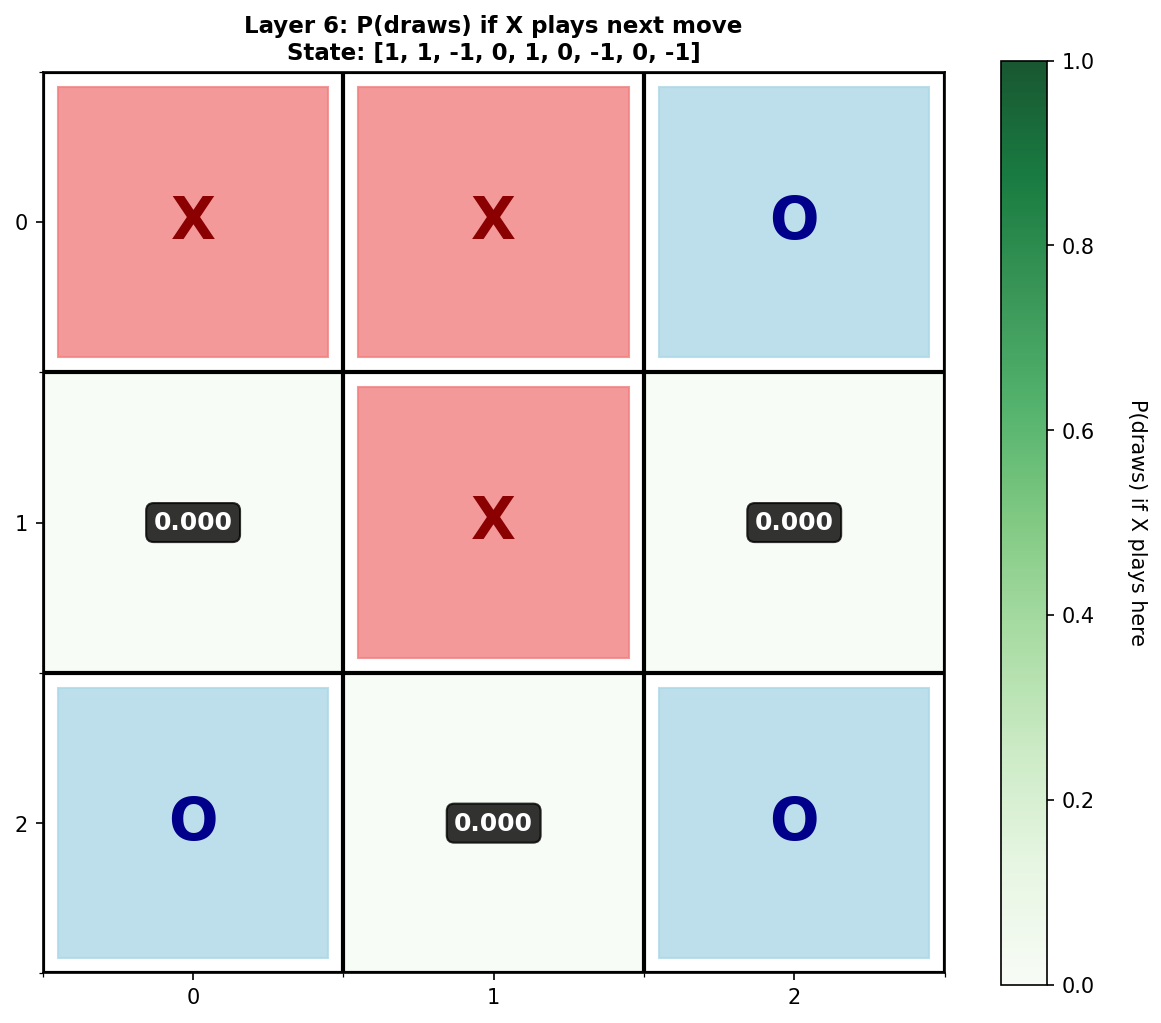 Layer 6: P(draws) if X plays next move
State: [1, 1, -1, 0, 1, 0, -1, 0, -1]
X
X
O
0.000
X
0.000
O
0.000
O
0
1
2
0
1
2
1.0
0.8
0.6
0.4
0.2
0.0
P(draws) if X plays here